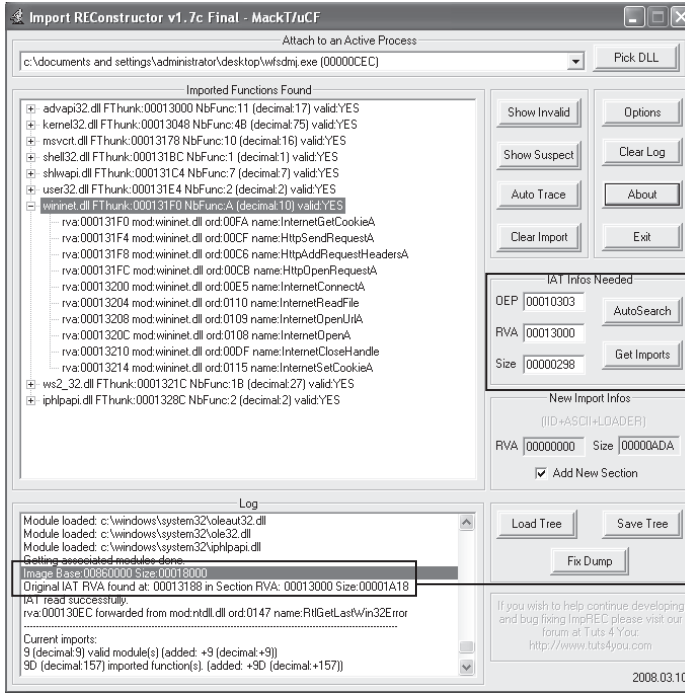 Import REConstructor v1.7c Final - MackT/uCF
Attach to an Active Process
c:\documents and settings\administrator\desktop\wfsdmj.exe (00000CEC)
Pick DLL
Imported Functions Found
advapi32.dll FThunk:00013000 NbFunc:11 (decimal:17) valid:YES
kernel32.dll FThunk:00013048 NbFunc:4B (decimal:75) valid:YES
msvcrt.dll FThunk:00013178 NbFunc:10 (decimal:16) valid:YES
shell32.dll FThunk:000131BC NbFunc:1 (decimal:1) valid:YES
shlwapi.dll FThunk:000131C4 NbFunc:7 (decimal:7) valid:YES
user32.dll FThunk:000131E4 NbFunc:2 (decimal:2) valid:YES
wininet.dll FThunk:000131F0 NbFunc:A (decimal:10) valid:YES
rva:000131F0 mod:wininet.dll ord:00FA name:InternetGetCookieA
rva:000131F4 mod:wininet.dll ord:00CF name:HttpSendRequestA
rva:000131F8 mod:wininet.dll ord:00C6 name:HttpAddRequestHeadersA
rva:000131FC mod:wininet.dll ord:00CB name:HttpOpenRequestA
rva:00013200 mod:wininet.dll ord:00E5 name:InternetConnectA
rva:00013204 mod:wininet.dll ord:0110 name:InternetReadFile
rva:00013208 mod:wininet.dll ord:0109 name:InternetOpenUrlA
rva:0001320C mod:wininet.dll ord:0108 name:InternetOpenA
rva:00013210 mod:wininet.dll ord:00DF name:InternetCloseHandle
rva:00013214 mod:wininet.dll ord:0115 name:InternetSetCookieA
ws2_32.dll FThunk:0001321C NbFunc:1B (decimal:27) valid:YES
iphlpapi.dll FThunk:0001328C NbFunc:2 (decimal:2) valid:YES
Show Invalid
Options
Show Suspect
Clear Log
Auto Trace
About
Clear Import
Exit
IAT Infos Needed
OEP 00010303
AutoSearch
RVA 00013000
Size 00000298
Get Imports
New Import Infos
(IID+ASCII+LOADER)
RVA 00000000 Size 00000ADA
Add New Section
Log
Module loaded: c:\windows\system32\oleaut32.dll
Module loaded: c:\windows\system32\ole32.dll
Module loaded: c:\windows\system32\iphlpapi.dll
Getting associated modules done.
Image Base:00860000 Size:00018000
Original IAT RVA found at: 00013188 in Section RVA: 00013000 Size:00001A18
IAT read successfully.
rva:000130EC forwarded from mod:ntdll.dll ord:0147 name:RtlGetLastWin32Error
Current imports:
9 (decimal:9) valid module(s) (added: +9 (decimal:+9))
9D (decimal:157) imported function(s). (added: +9D (decimal:+157))
Load Tree
Save Tree
Fix Dump
If you wish to help continue developing
and bug fixing ImpREC please visit our
forum at Tuts 4 You:
http://www.tuts4you.com
2008.03.10